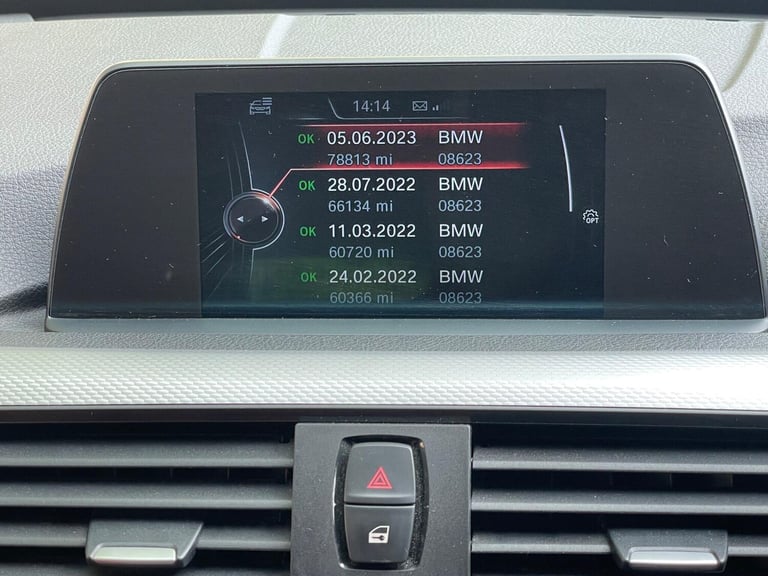 14:14
OK 05.06.2023 BMW
78813 mi 08623
OK 28.07.2022 BMW
66134 mi 08623
OK 11.03.2022 BMW
60720 mi 08623
OPT
OK 24.02.2022 BMW
60366 mi 08623